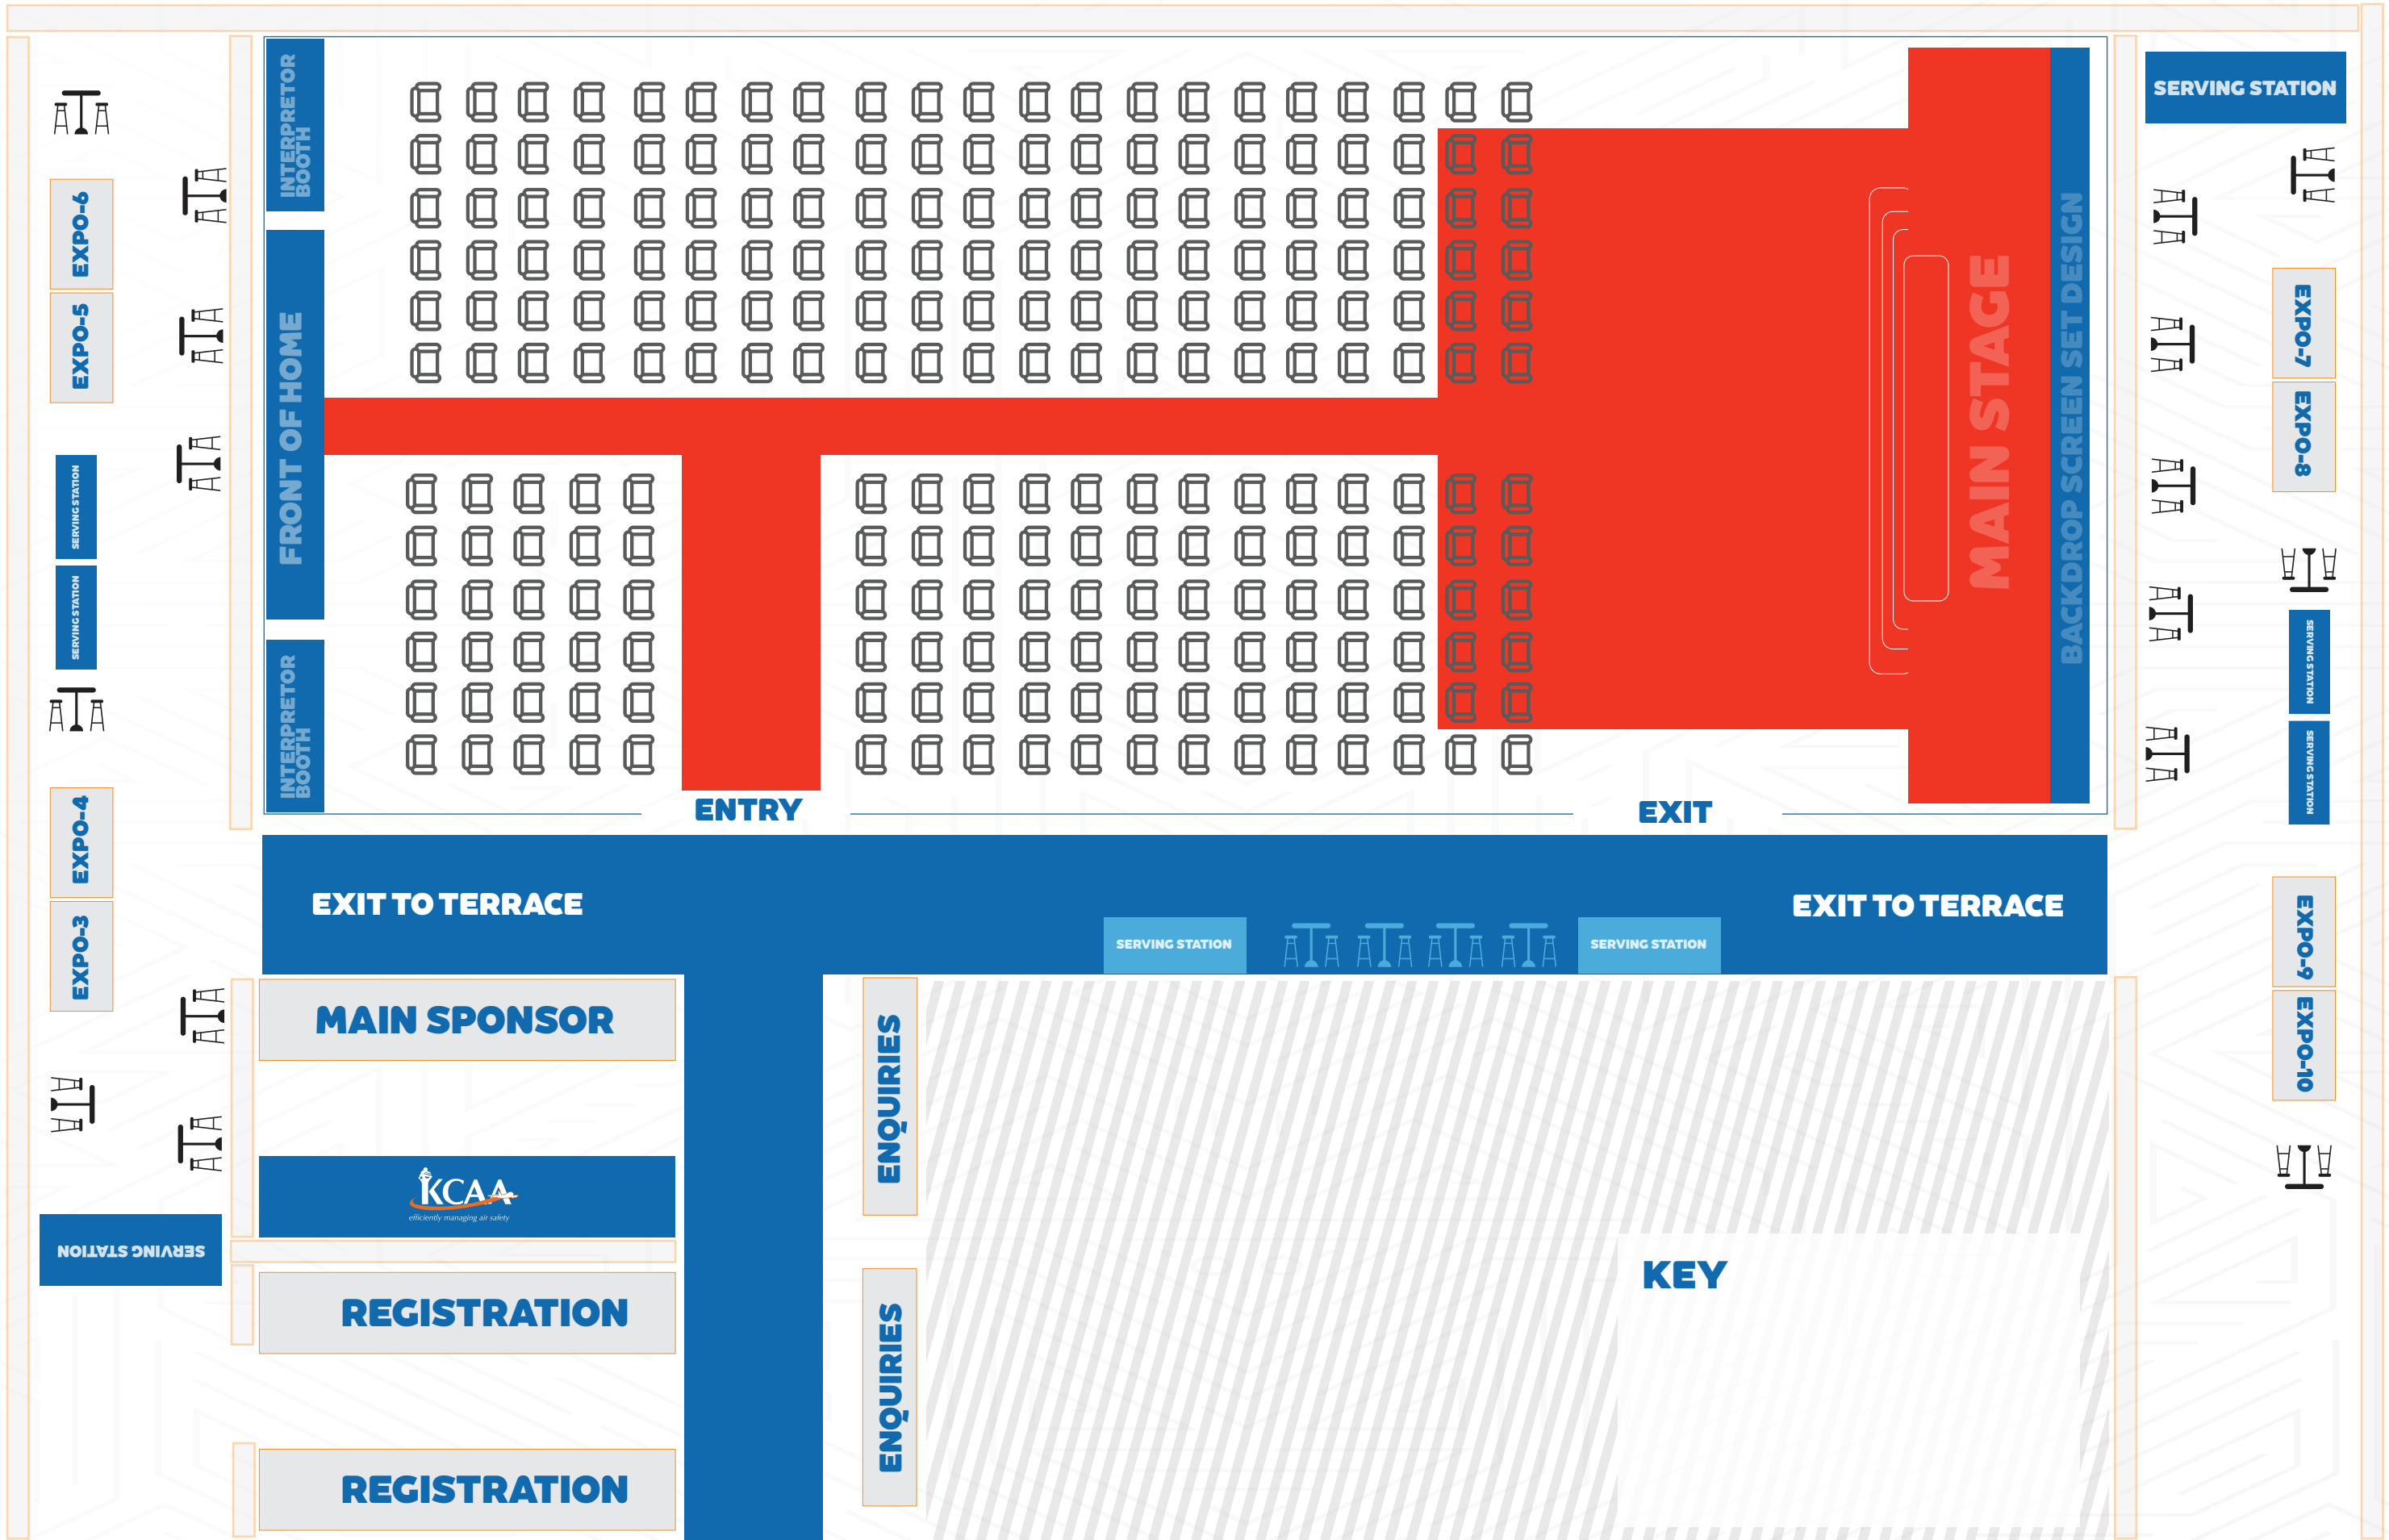 INTERPRETOR
BOOTH
FRONT OF HOME
INTERPRETOR
BOOTH
MAIN STAGE
BACKDROP SCREEN SET DESIGN
ENTRY
EXIT
EXPO-6
EXPO-5
SERVING STATION
SERVING STATION
EXPO-4
EXPO-3
SERVING STATION
SERVING STATION
EXPO-7
EXPO-8
SERVING STATION
SERVING STATION
EXPO-9
EXPO-10
EXIT TO TERRACE
SERVING STATION
SERVING STATION
EXIT TO TERRACE
MAIN SPONSOR
KCAA
efficiently managing air safety
REGISTRATION
REGISTRATION
ENQUIRIES
ENQUIRIES
KEY